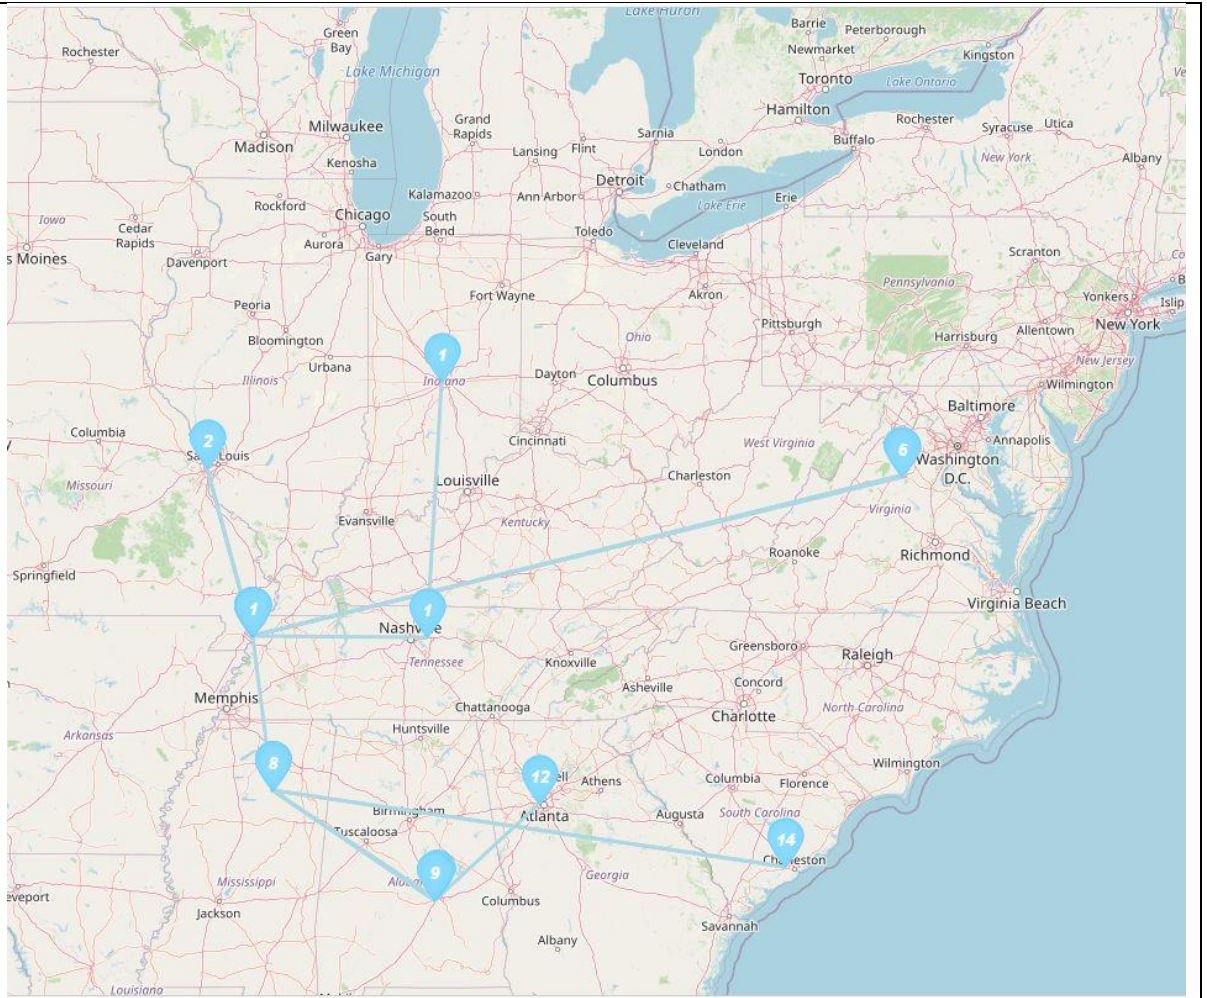 Lake Huron
Barrie
Peterborough
Green
Bay
Kingston
Rochester
Newmarket
Lake Michigan
Toronto
Lake Ontario
Hamilton
Grand
Rapids
Rochester
Syracuse
Utica
Milwaukee
Madison
Sarnia
Buffalo
Lansing
Flint
London
New York
Albany
Kenosha
Detroit
Chatham
Kalamazoo
Ann Arbor
Erie
Rockford
Lake Erie
Iowa
Chicago
South
Bend
Cedar
Rapids
Toledo
Aurora
Cleveland
Gary
Scranton
s Moines
Davenport
Fort Wayne
Akron
Pennsylvania
Yonkers
Islip
Peoria
Pittsburgh
New York
Bloomington
Allentown
Harrisburg
Ohio
1
Urbana
New Jersey
Dayton
Columbus
Illinois
Wilmington
Baltimore
Columbia
2
Cincinnati
West Virginia
Annapolis
6
Washington
D.C.
Charleston
Louisville
Missouri
Virginia
Evansville
Kentucky
Roanoke
Richmond
Springfield
Virginia Beach
1
1
Greensboro
Raleigh
Tennessee
Knoxville
Asheville
Concord
Memphis
Chattanooga
North Carolina
Charlotte
Huntsville
Arkansas
8
12
ell
Athens
Columbia
Florence
Wilmington
Birmingham
Atlanta
Augusta
South Carolina
Tuscaloosa
14
9
Georgia
Mississippi
eveport
Columbus
Jackson
Savannah
Albany
Louisiana